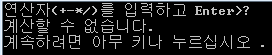 연산자(+-*/)를 입력하고 Enter>?
계산할 수 없습니다.
계속하려면 아무 키나 누르십시오 .